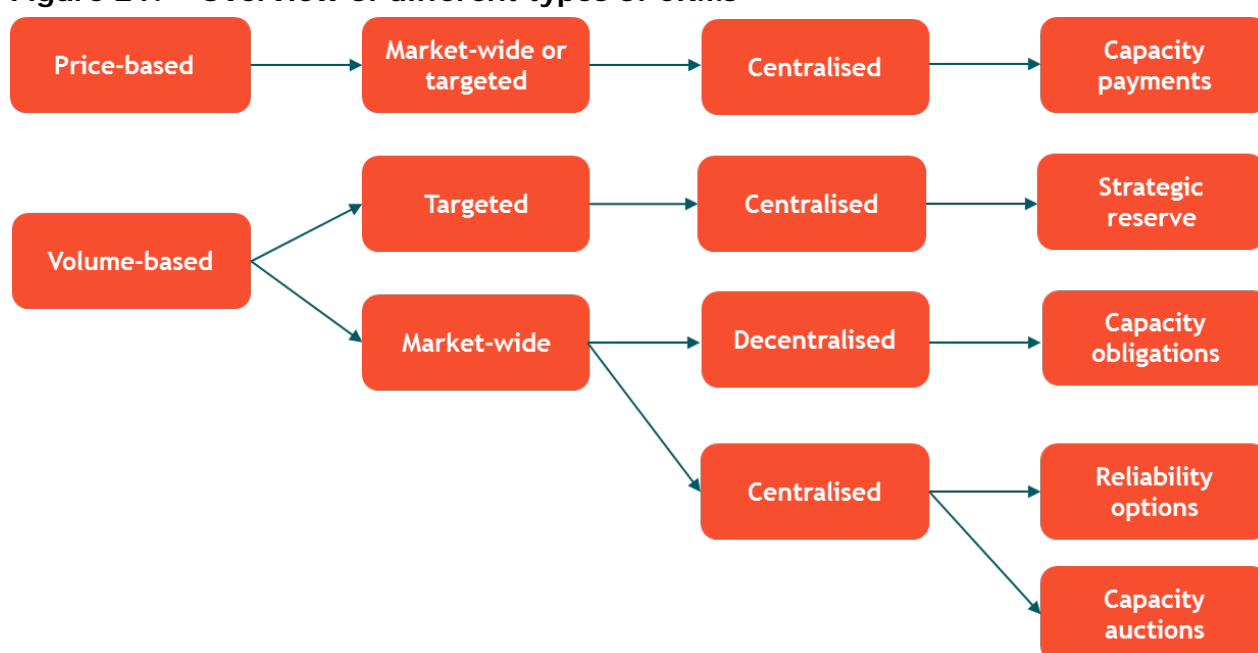 Price-based
Market-wide or
targeted
Centralised
Capacity
payments
Targeted
Centralised
Strategic
reserve
Volume-based
Market-wide
Decentralised
Capacity
obligations
Centralised
Reliability
options
Capacity
auctions